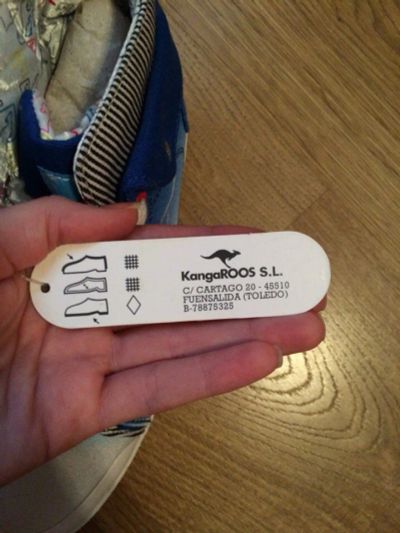 KangaROOS S.L.
C/ CARTAGO 20 - 45510
FUENSALIDA (TOLEDO)
B-78875325